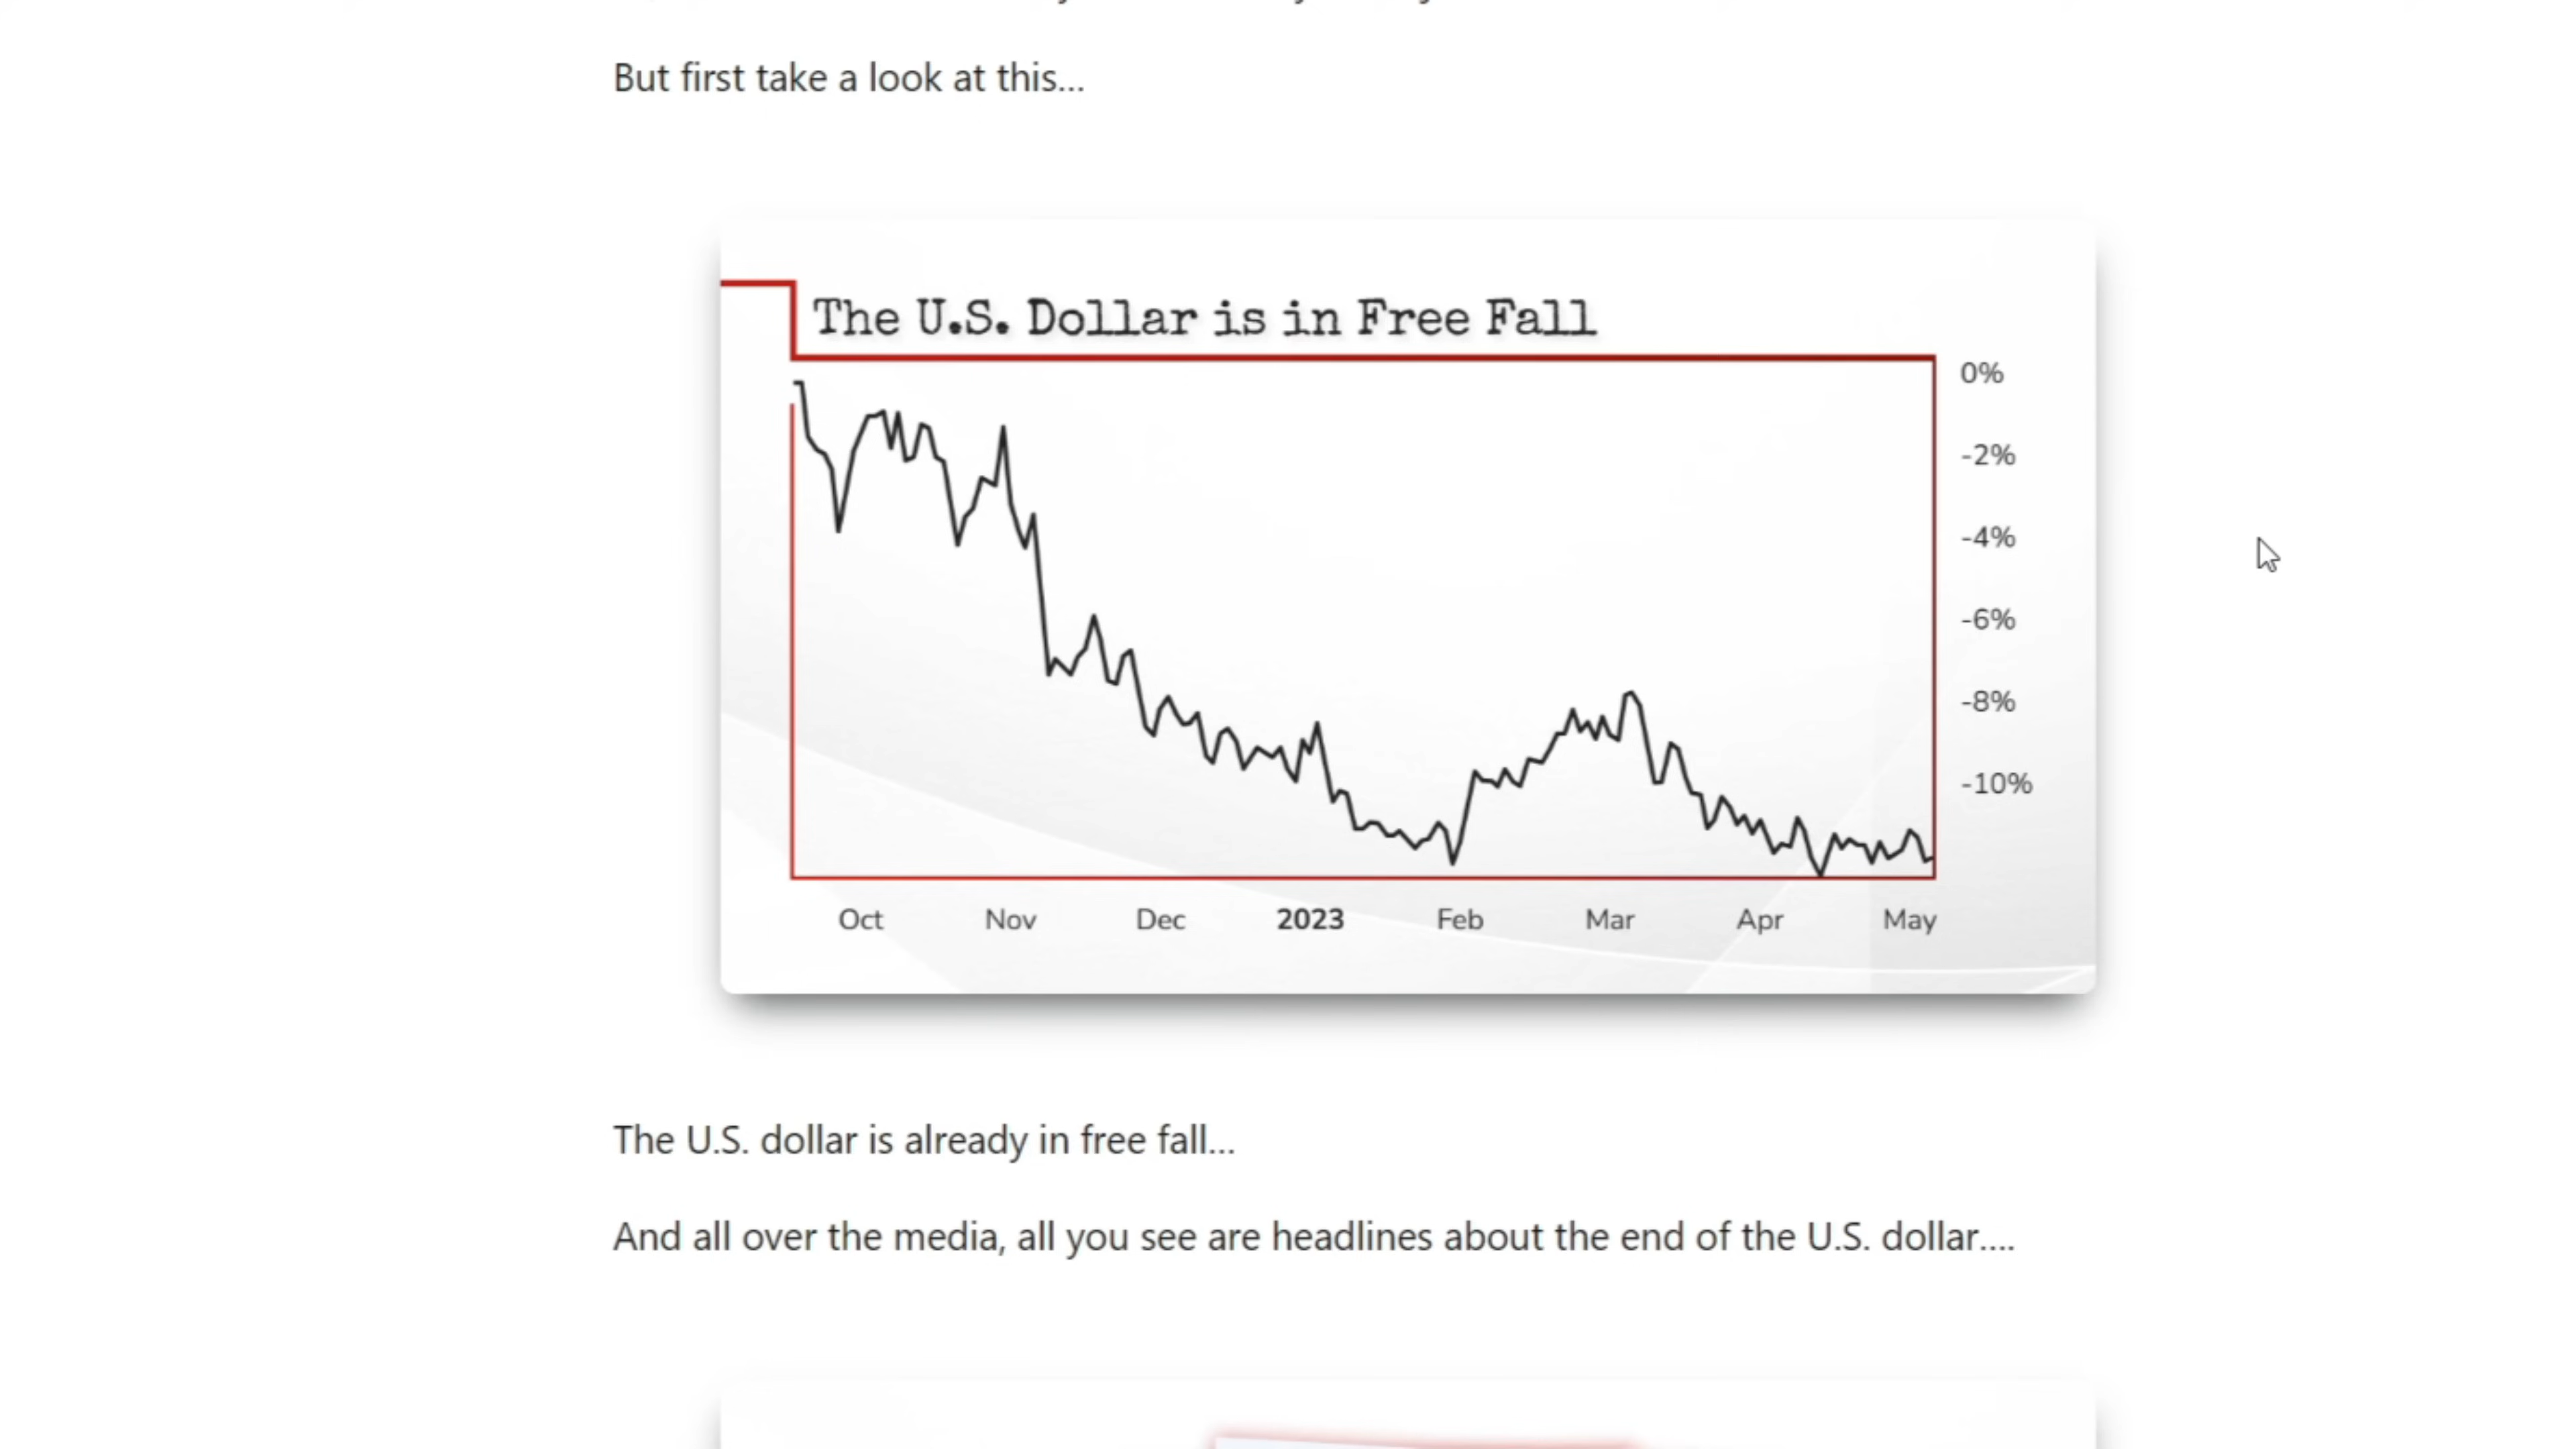 But first take a look at this...
The U.S. Dollar is in Free Fall
0%
-2%
-4%
-6%
-8%
-10%
Oct Nov Dec 2023 Feb Mar Apr May
The U.S. dollar is already in free fall...
And all over the media, all you see are headlines about the end of the U.S. dollar....